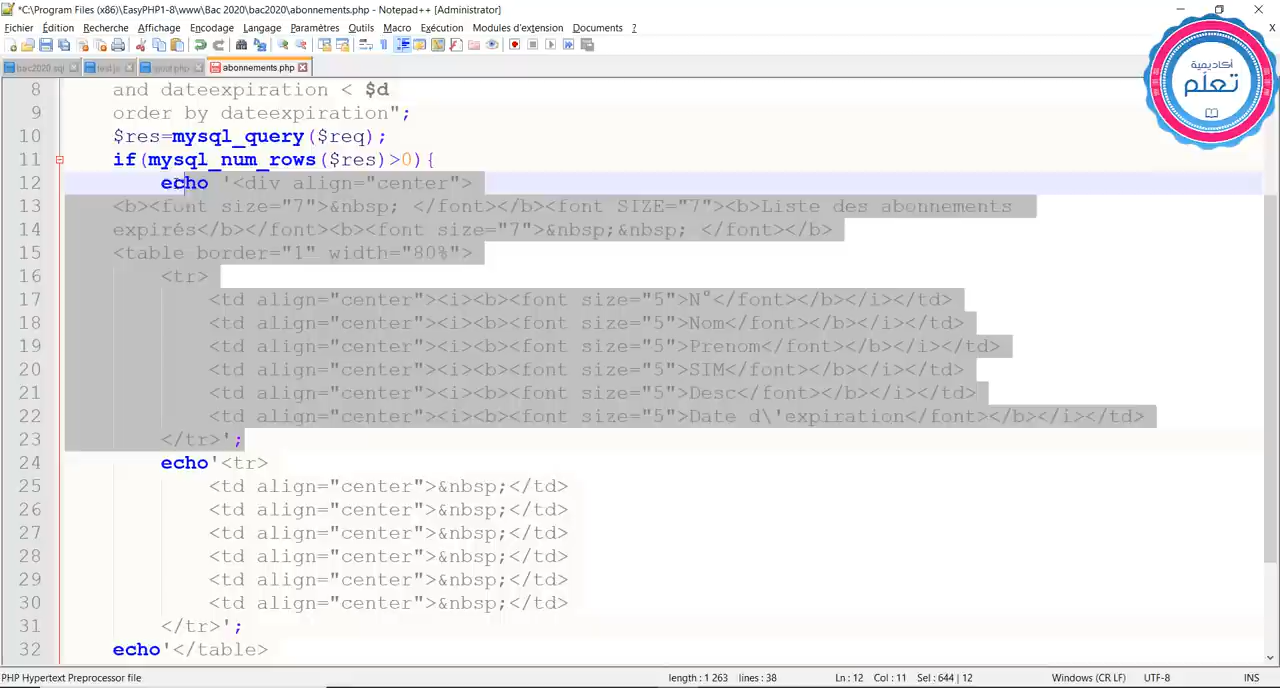 *C:\Program Files (x86)\EasyPHP1-8\www\Bac 2020\bac2020\abonnements.php - Notepad++ [Administrator]
Fichier Édition Recherche Affichage Encodage Langage Paramètres Outils Macro Exécution Modules d'extension Documents ?
X
bac2020.sql abonnements.php
أكاديمية
تعلّم
8 and dateexpiration < $d
9 order by dateexpiration";
10 $res=mysql_query($req);
11 if(mysql_num_rows($res)>0){
12 echo '<div align="center">
13 <b><font size="7">&nbsp; </font></b><font SIZE="7"><b>Liste des abonnements
14 expirés</b></font><b><font size="7">&nbsp;&nbsp; </font></b>
15 <table border="1" width="80%">
16 <tr>
17 <td align="center"><i><b><font size="5">N°</font></b></i></td>
18 <td align="center"><i><b><font size="5">Nom</font></b></i></td>
19 <td align="center"><i><b><font size="5">Prenom</font></b></i></td>
20 <td align="center"><i><b><font size="5">SIM</font></b></i></td>
21 <td align="center"><i><b><font size="5">Desc</font></b></i></td>
22 <td align="center"><i><b><font size="5">Date d\'expiration</font></b></i></td>
23 </tr>';
24 echo'<tr>
25 <td align="center">&nbsp;</td>
26 <td align="center">&nbsp;</td>
27 <td align="center">&nbsp;</td>
28 <td align="center">&nbsp;</td>
29 <td align="center">&nbsp;</td>
30 <td align="center">&nbsp;</td>
31 </tr>';
32 echo'</table>
PHP Hypertext Preprocessor file length : 1 263 lines : 38 Ln : 12 Col : 11 Sel : 644 | 12 Windows (CR LF) UTF-8 INS